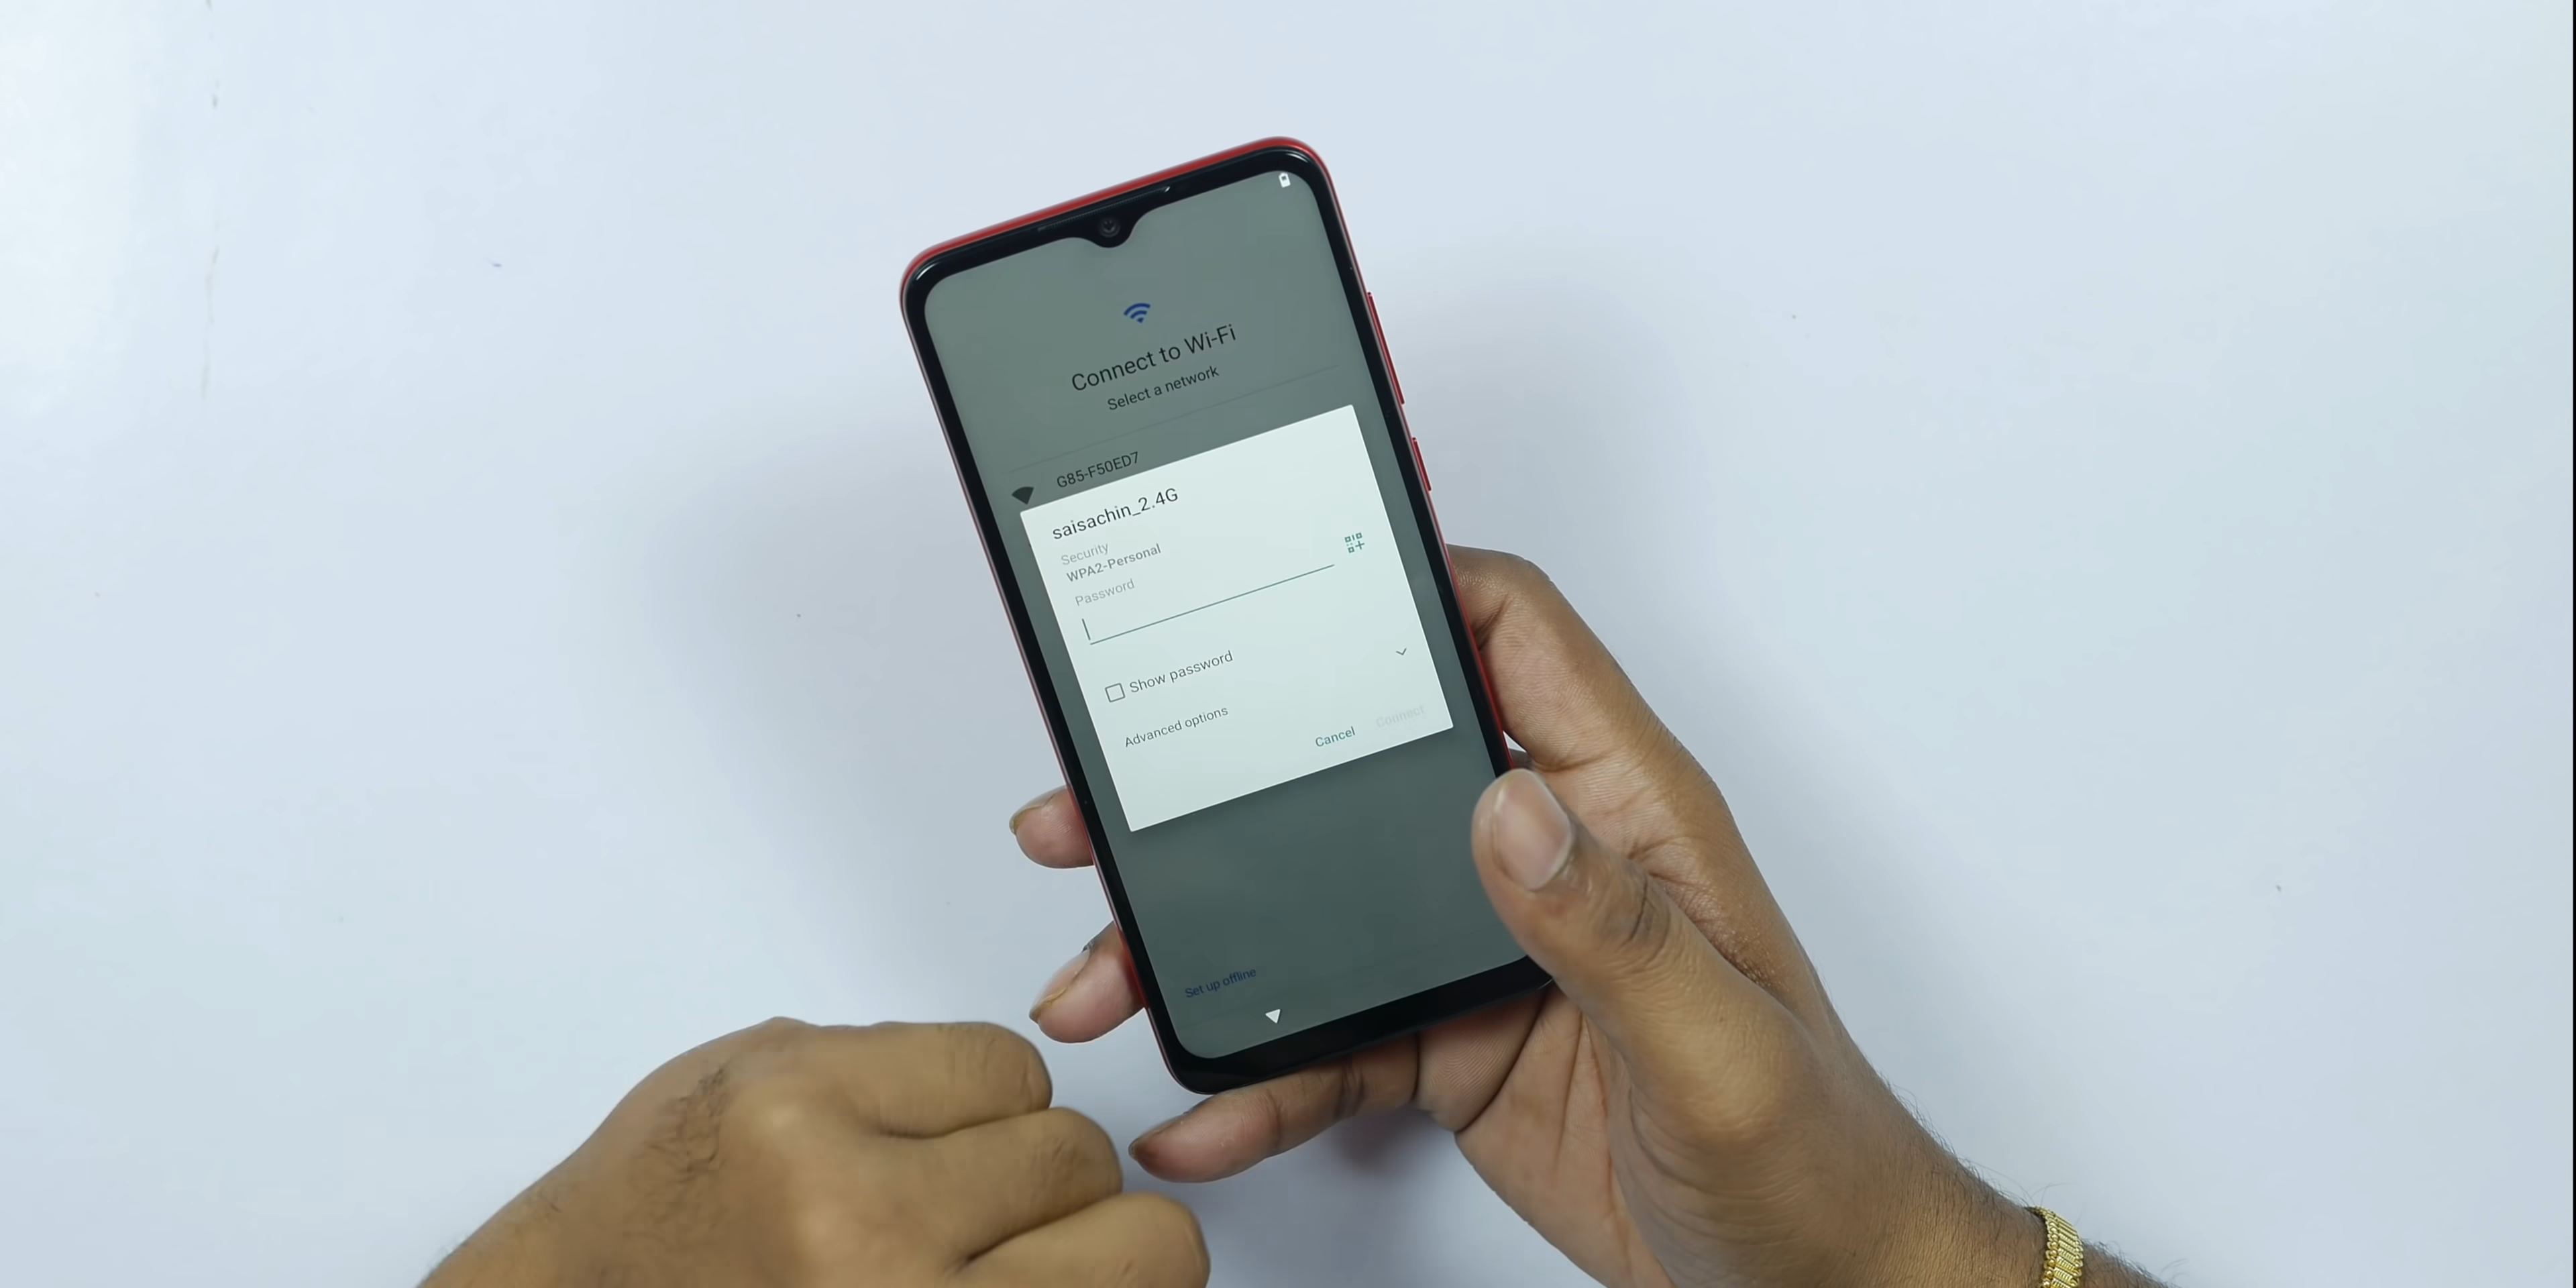 Connect to Wi-Fi
Select a network
G85-F50ED7
saisachin_2.4G
Security
WPA2-Personal
Password
Show password
Advanced options
Cancel
Connect
Set up offline